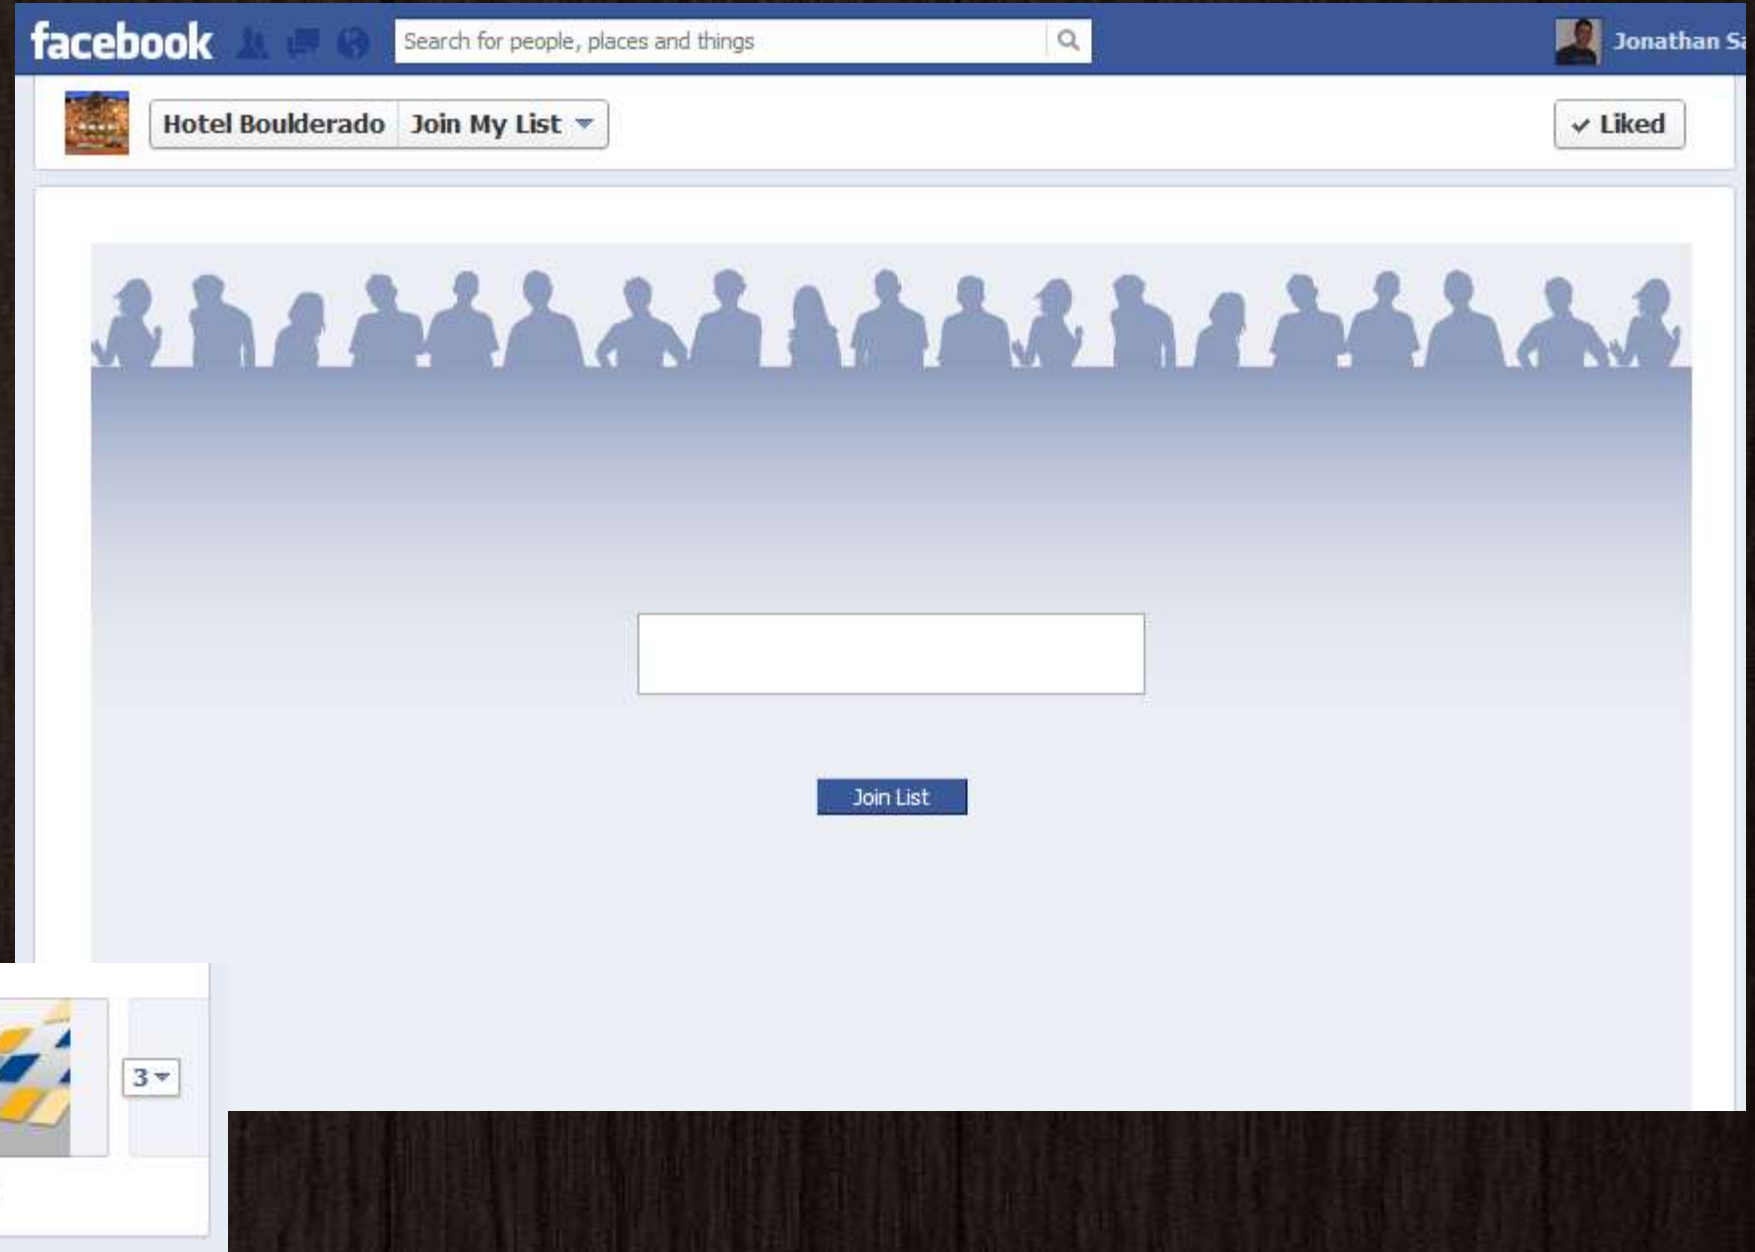 facebook
Search for people, places and things
Jonathan
Hotel Boulderado Join My List
Liked
Join List
3